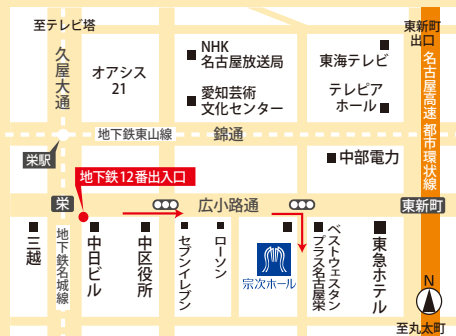 至テレビ塔
東新町
出口
久屋大通
オアシス
21
NHK
名古屋放送局
東海テレビ
愛知芸術
文化センター
テレピア
ホール
名古屋高速 都市環状線
地下鉄東山線
錦通
栄駅
中部電力
地下鉄12番出入口
栄
広小路通
東新町
三越
地下鉄名城線
中日ビル
中区役所
セブンイレブン
ローソン
宗次ホール
ベストウェスタン
プラス名古屋栄
東急ホテル
N
至丸太町